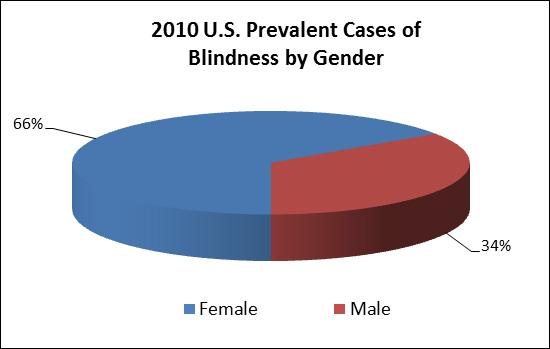 2010 U.S. Prevalent Cases of
Blindness by Gender
66%
34%
Female
Male